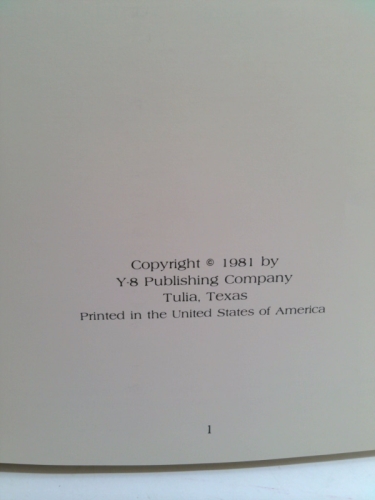 Copyright © 1981 by
Y-8 Publishing Company
Tulia, Texas
Printed in the United States of America
1